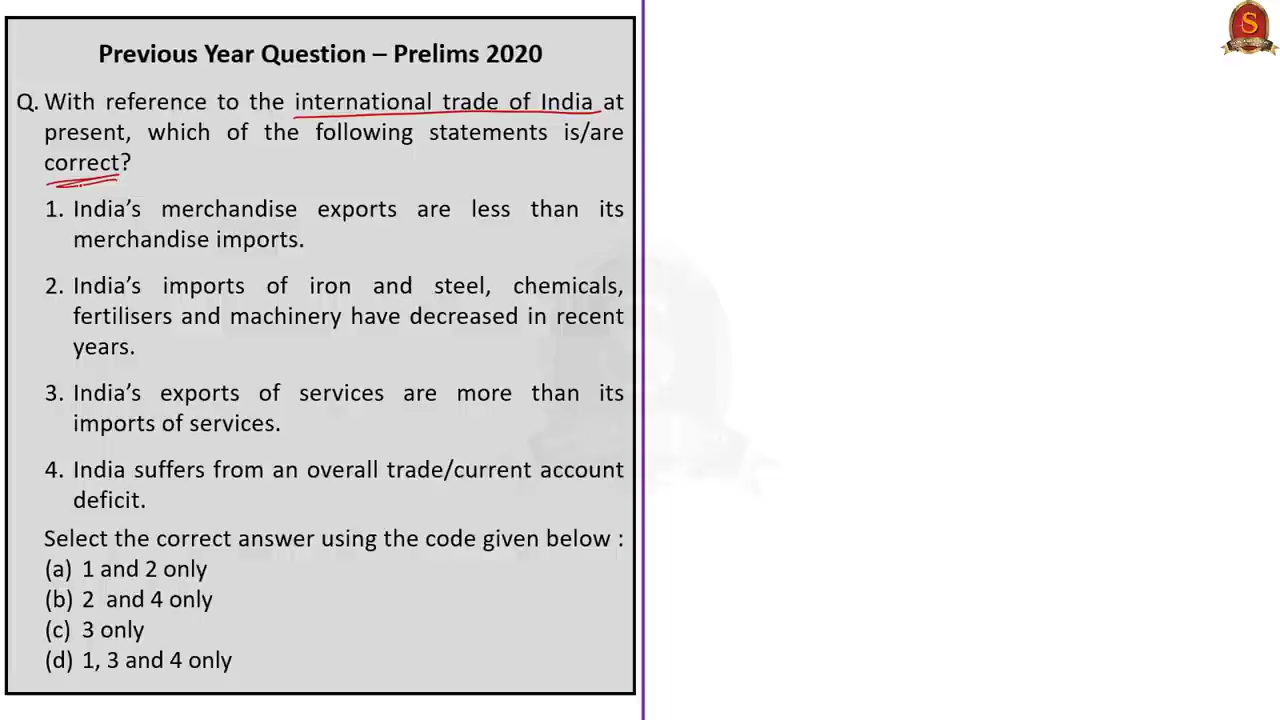 Previous Year Question – Prelims 2020
Q. With reference to the international trade of India at
present, which of the following statements is/are
correct?
1. India’s merchandise exports are less than its
merchandise imports.
2. India’s imports of iron and steel, chemicals,
fertilisers and machinery have decreased in recent
years.
3. India’s exports of services are more than its
imports of services.
4. India suffers from an overall trade/current account
deficit.
Select the correct answer using the code given below :
(a) 1 and 2 only
(b) 2 and 4 only
(c) 3 only
(d) 1, 3 and 4 only
S